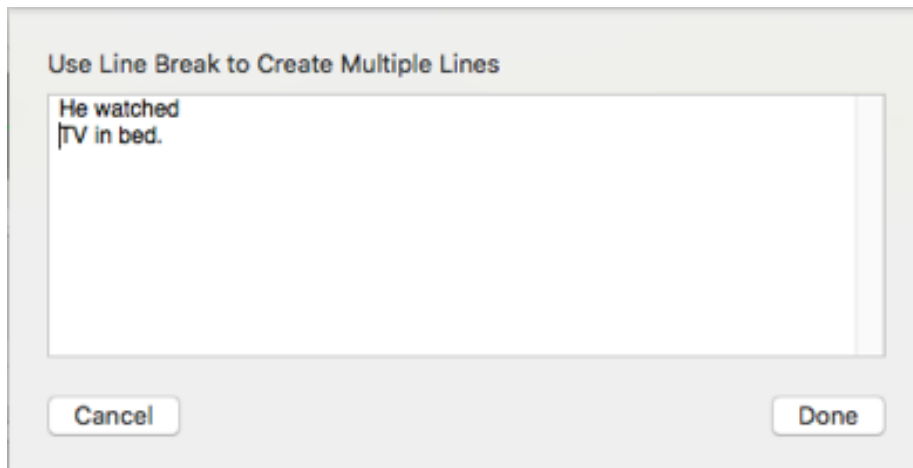 Use Line Break to Create Multiple Lines
He watched
TV in bed.
Cancel
Done